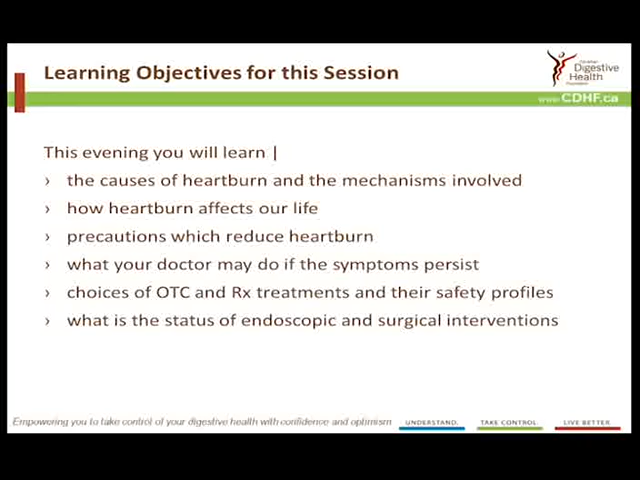 Learning Objectives for this Session
Digestive
Health
www.CDHF.ca
This evening you will learn |
› the causes of heartburn and the mechanisms involved
› how heartburn affects our life
› precautions which reduce heartburn
› what your doctor may do if the symptoms persist
› choices of OTC and Rx treatments and their safety profiles
› what is the status of endoscopic and surgical interventions
Empowering you to take control of your digestive health with confidence and optimism
UNDERSTAND. TAKE CONTROL. LIVE BETTER.